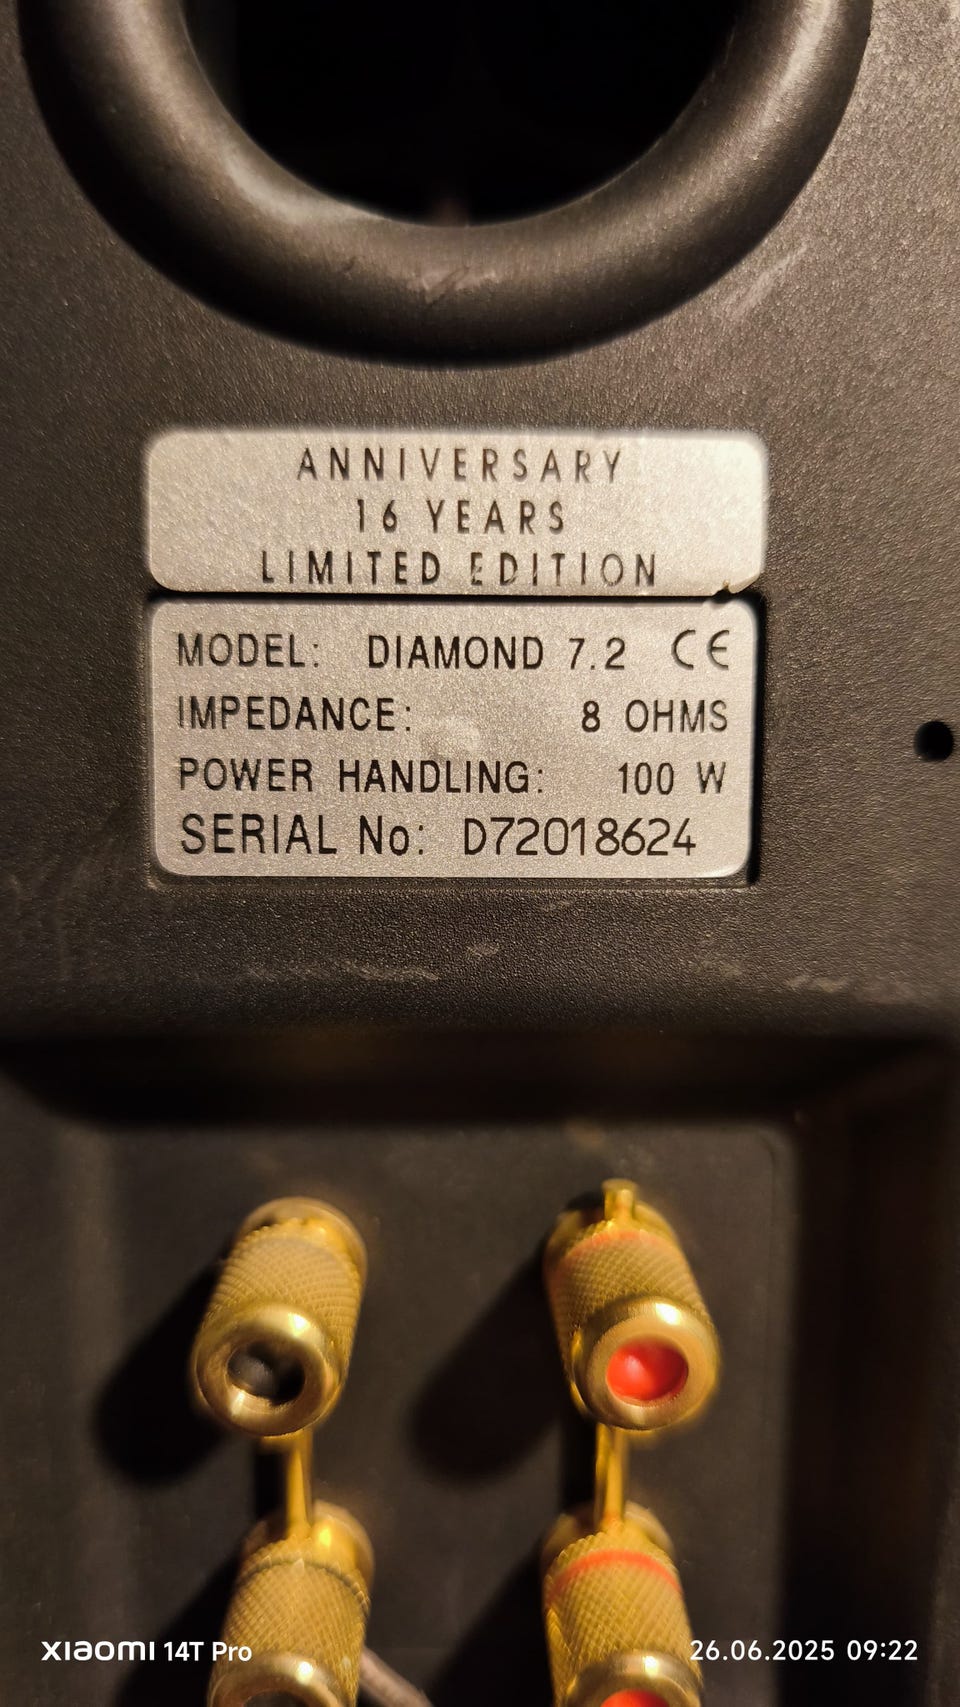 ANNIVERSARY
16 YEARS
LIMITED EDITION
MODEL: DIAMOND 7.2 CE
IMPEDANCE: 8 OHMS
POWER HANDLING: 100 W
SERIAL No: D72018624
xiaomi 14T Pro
26.06.2025 09:22